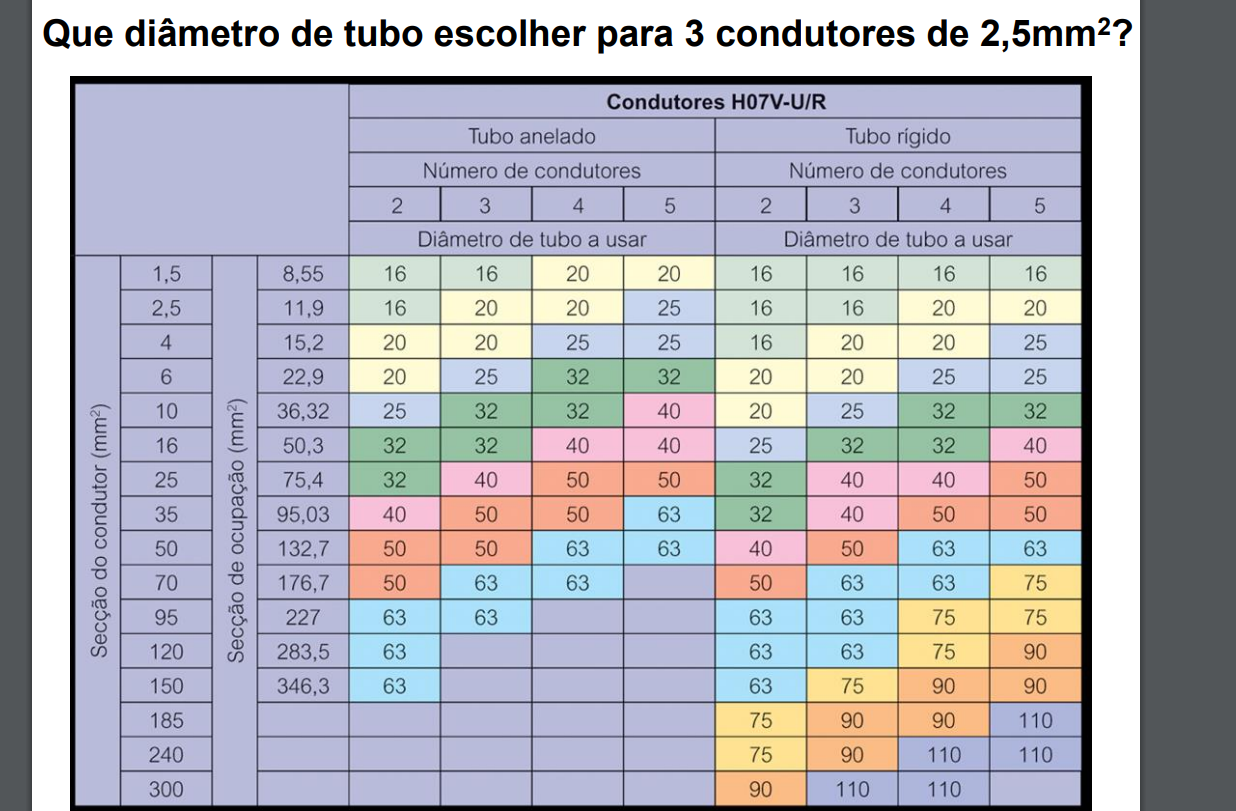 Que diâmetro de tubo escolher para 3 condutores de 2,5mm²?
Condutores H07V-U/R
Tubo anelado Tubo rígido
Número de condutores Número de condutores
2 3 4 5 2 3 4 5
Diâmetro de tubo a usar Diâmetro de tubo a usar
Secção do condutor (mm²)
Secção de ocupação (mm²)
1,5 8,55 16 16 20 20 16 16 16 16
2,5 11,9 16 20 20 25 16 16 20 20
4 15,2 20 20 25 25 16 20 20 25
6 22,9 20 25 32 32 20 20 25 25
10 36,32 25 32 32 40 20 25 32 32
16 50,3 32 32 40 40 25 32 32 40
25 75,4 32 40 50 50 32 40 40 50
35 95,03 40 50 50 63 32 40 50 50
50 132,7 50 50 63 63 40 50 63 63
70 176,7 50 63 63 50 63 63 75
95 227 63 63 63 63 75 75
120 283,5 63 63 63 75 90
150 346,3 63 63 75 90 90
185 75 90 90 110
240 75 90 110 110
300 90 110 110